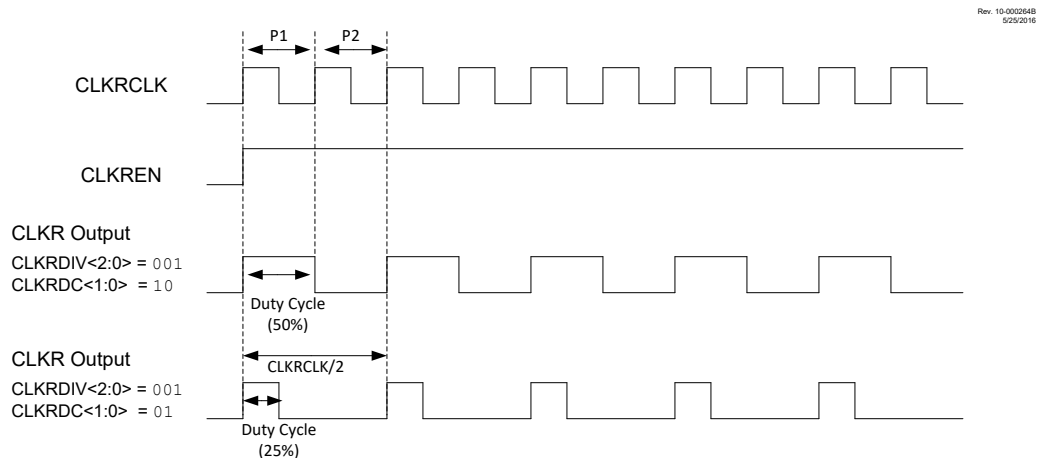 Rev. 10-000264B
5/25/2016
P1
P2
CLKRCLK
CLKREN
CLKR Output
CLKRDIV<2:0> = 001
CLKRDC<1:0> = 10
Duty Cycle
(50%)
CLKR Output
CLKRCLK/2
CLKRDIV<2:0> = 001
CLKRDC<1:0> = 01
Duty Cycle
(25%)